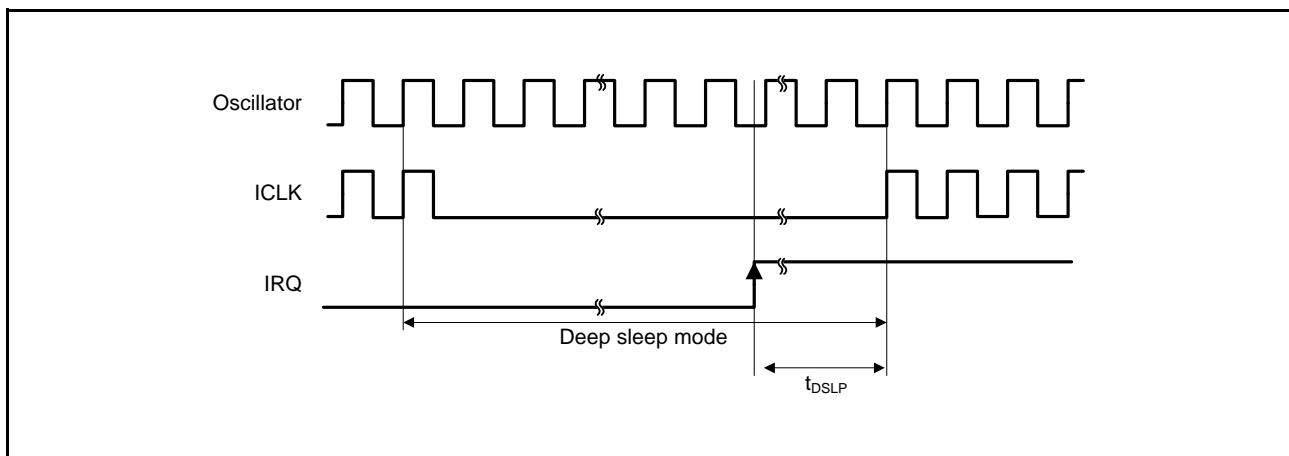 Oscillator
ICLK
IRQ
Deep sleep mode
tDSLP